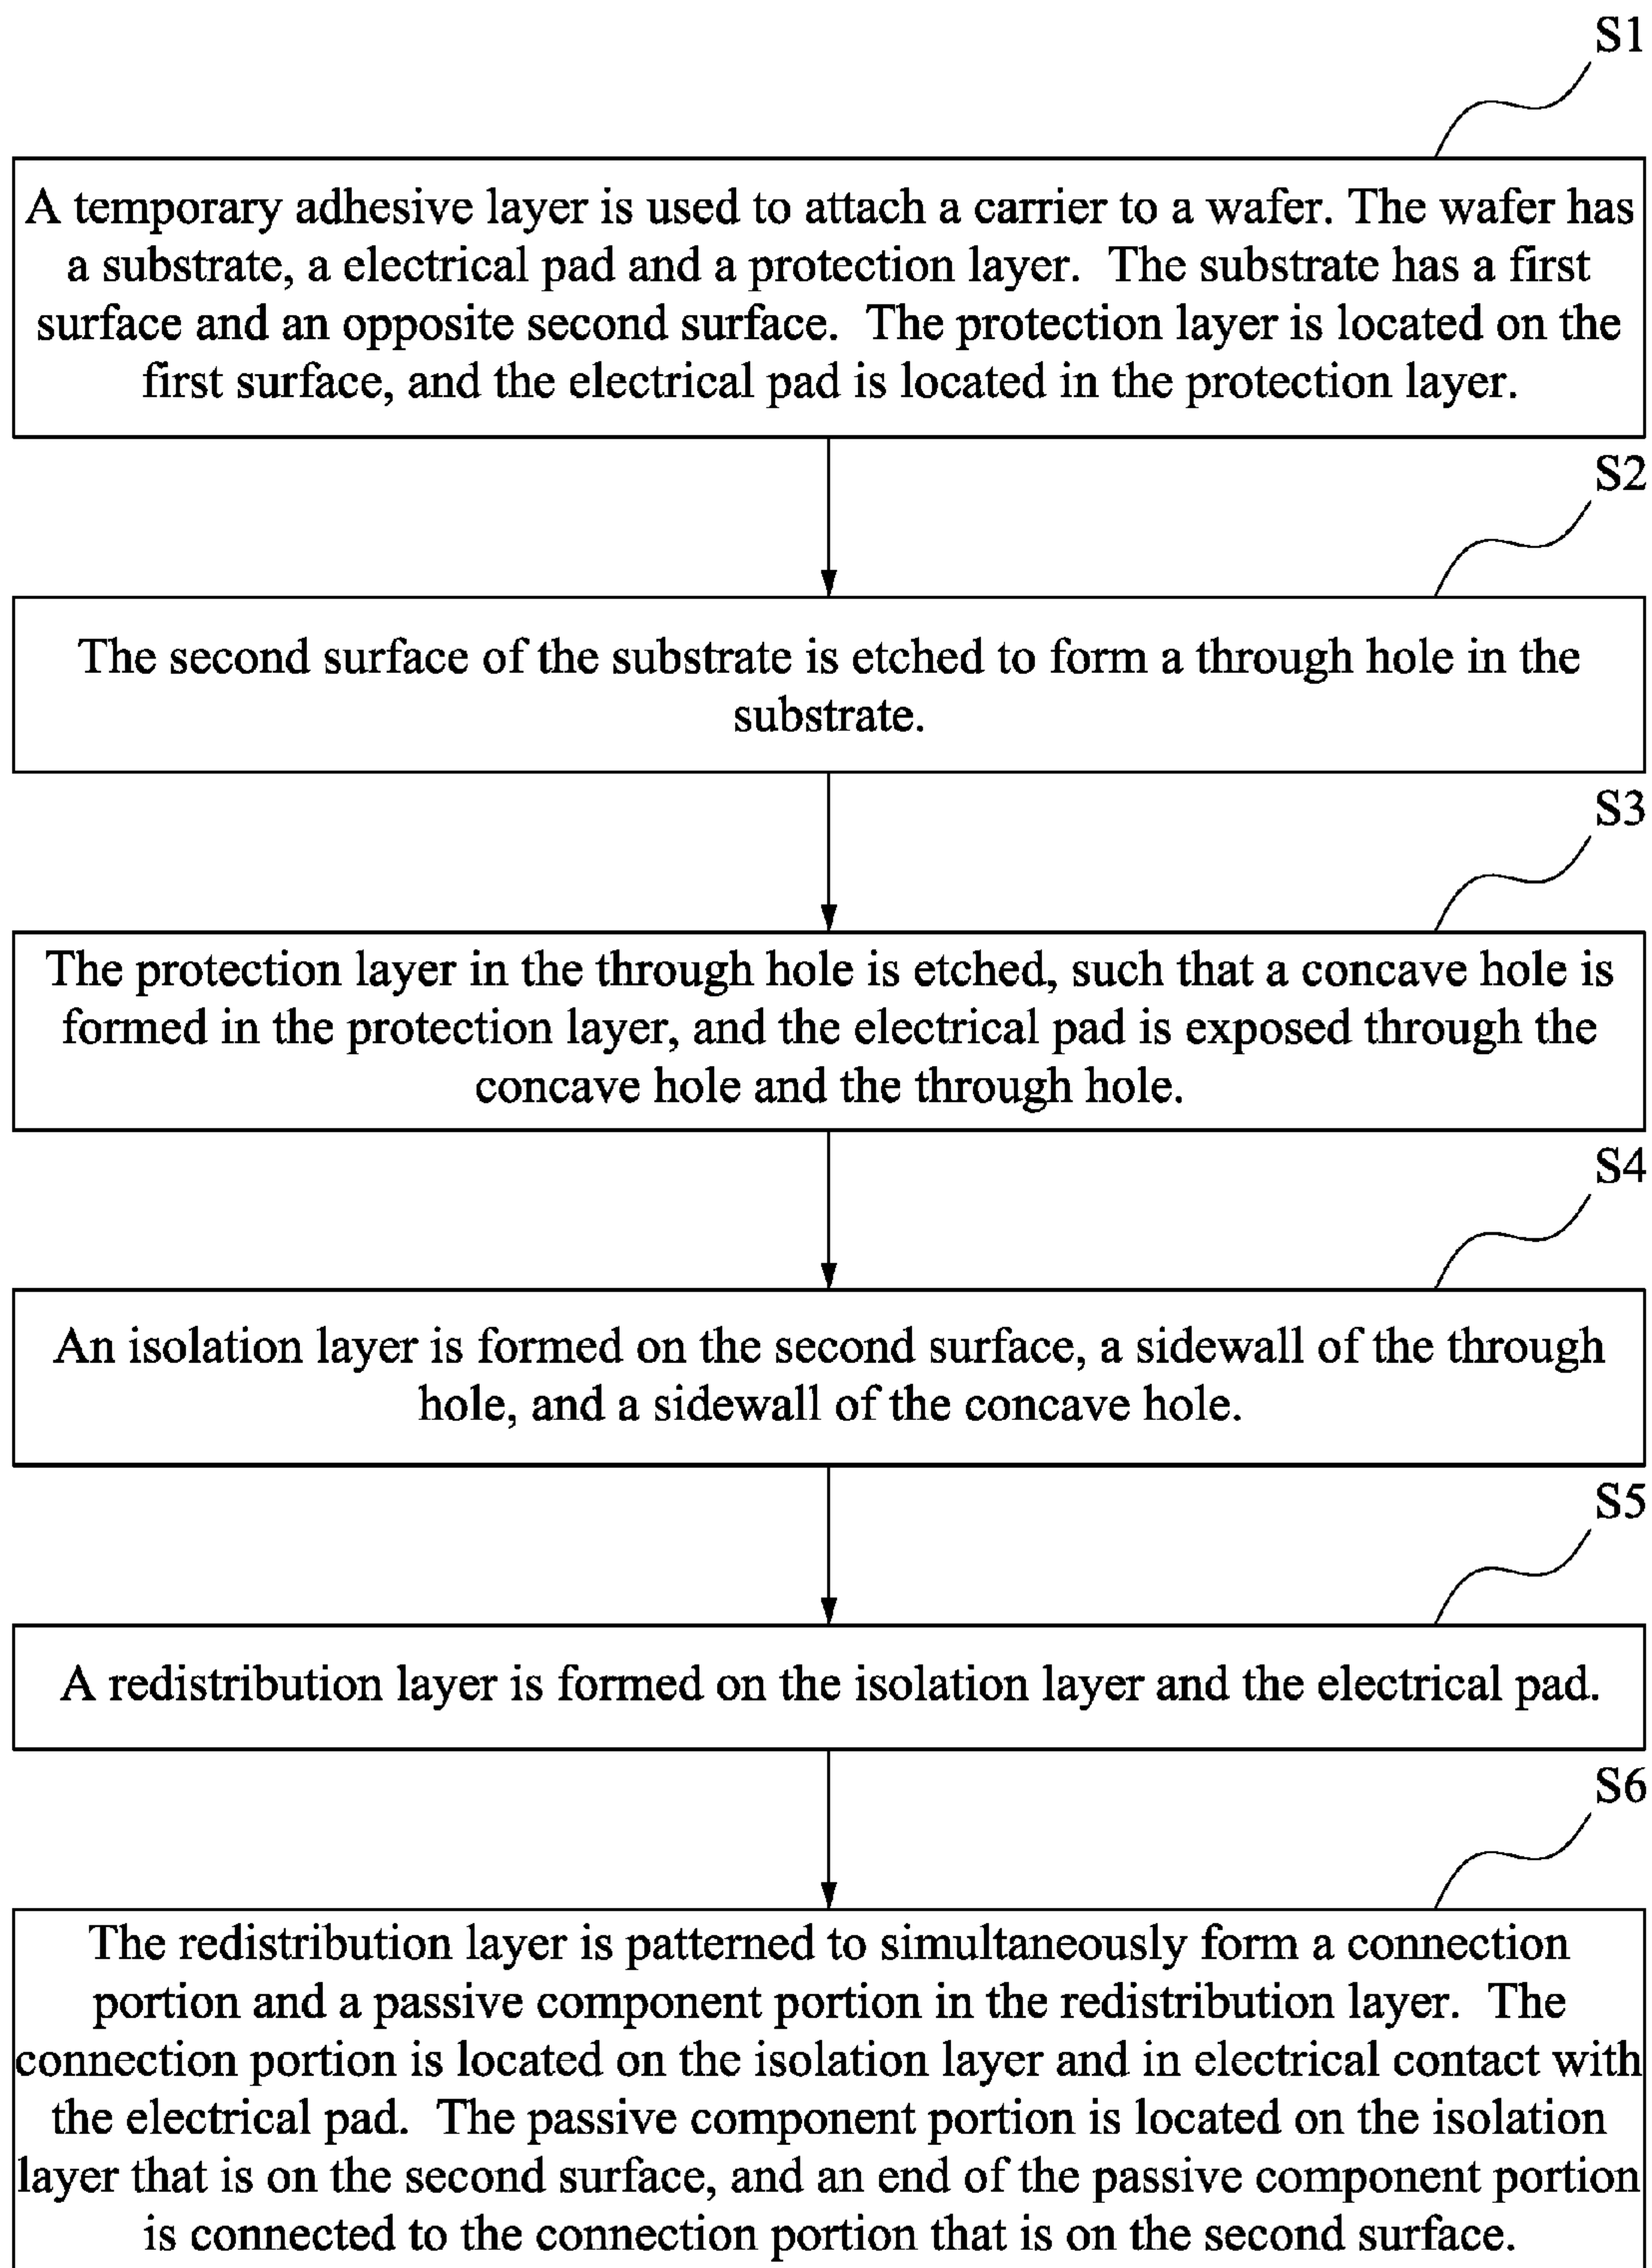 S1
A temporary adhesive layer is used to attach a carrier to a wafer. The wafer has
a substrate, a electrical pad and a protection layer.  The substrate has a first
surface and an opposite second surface.  The protection layer is located on the
first surface, and the electrical pad is located in the protection layer.
S2
The second surface of the substrate is etched to form a through hole in the
substrate.
S3
The protection layer in the through hole is etched, such that a concave hole is
formed in the protection layer, and the electrical pad is exposed through the
concave hole and the through hole.
S4
An isolation layer is formed on the second surface, a sidewall of the through
hole, and a sidewall of the concave hole.
S5
A redistribution layer is formed on the isolation layer and the electrical pad.
S6
The redistribution layer is patterned to simultaneously form a connection
portion and a passive component portion in the redistribution layer.  The
connection portion is located on the isolation layer and in electrical contact with
the electrical pad.  The passive component portion is located on the isolation
layer that is on the second surface, and an end of the passive component portion
is connected to the connection portion that is on the second surface.